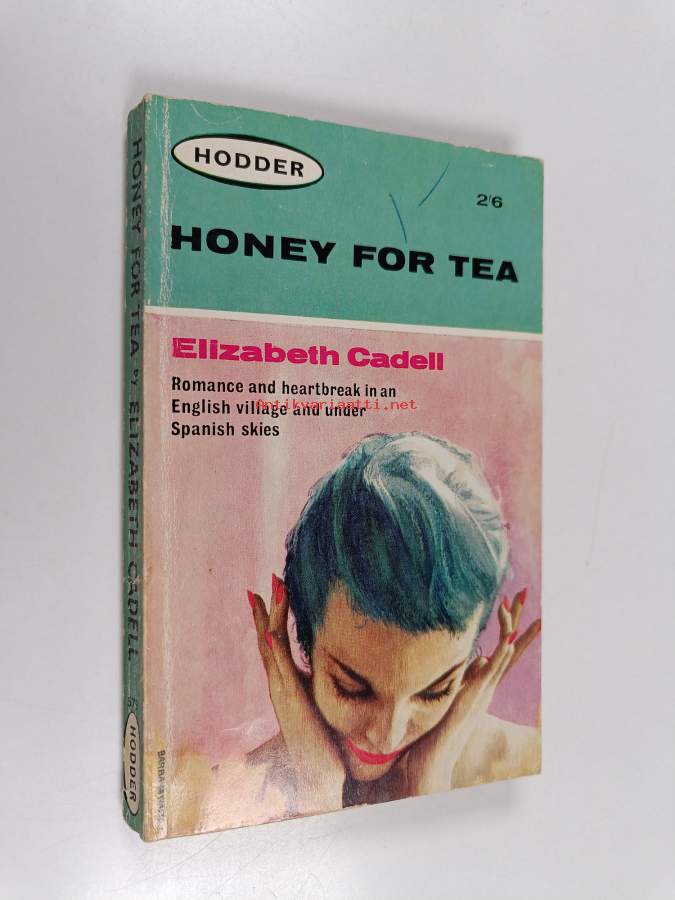 HODDER
2/6
HONEY FOR TEA
Elizabeth Cadell
Romance and heartbreak in an
English village and under
Spanish skies
Antikvariaatti.net
HONEY FOR TEA BY ELIZABETH CADELL
HODDER